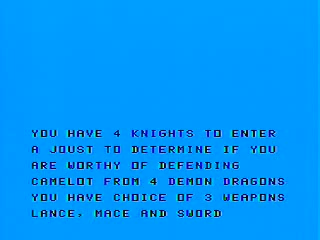 YOU HAVE 4 KNIGHTS TO ENTER
A JOUST TO DETERMINE IF YOU
ARE WORTHY OF DEFENDING
CAMELOT FROM 4 DEMON DRAGONS
YOU HAVE CHOICE OF 3 WEAPONS
LANCE, MACE AND SWORD